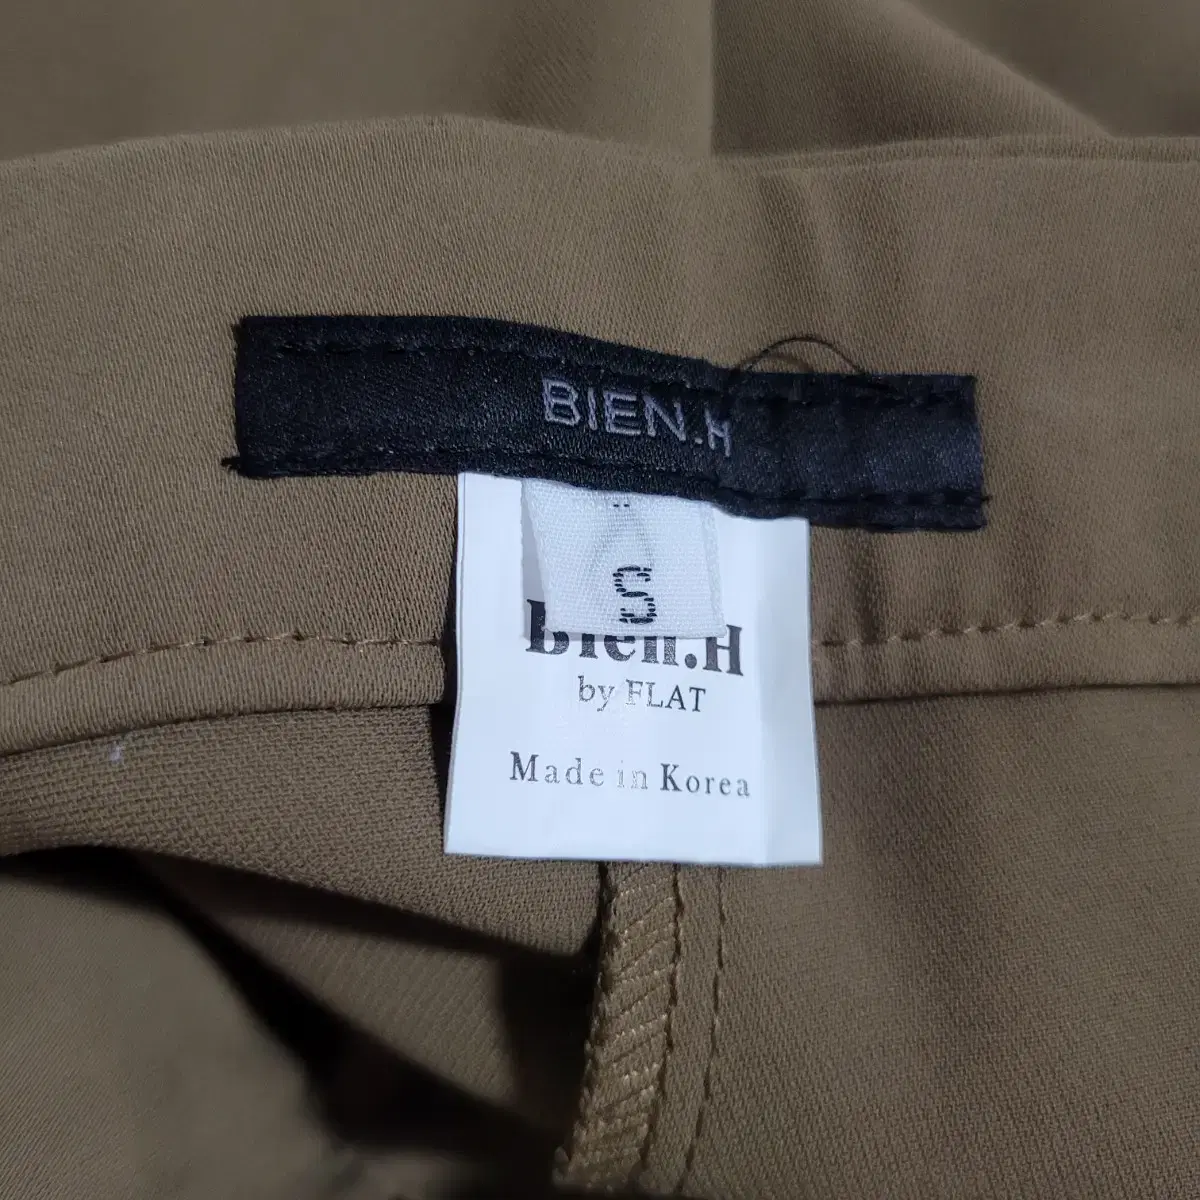 BIEN.H
S
Bien.H
by FLAT
Made in Korea